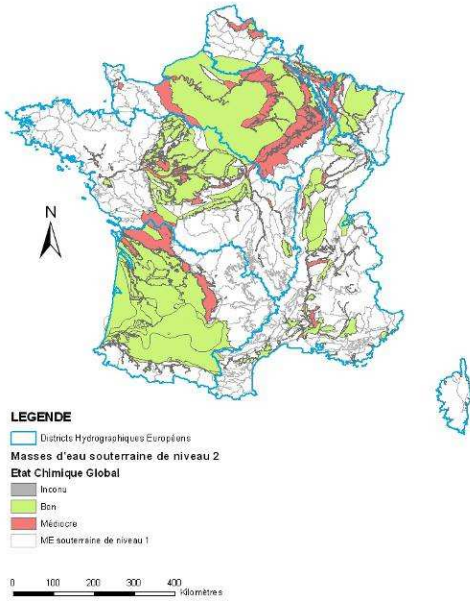 N
LEGENDE
Districts Hydrographiques Européens
Masses d'eau souterraine de niveau 2
Etat Chimique Global
Inconu
Bon
Médiocre
ME souterraine de niveau 1
0 100 200 300 400
Kilomètres